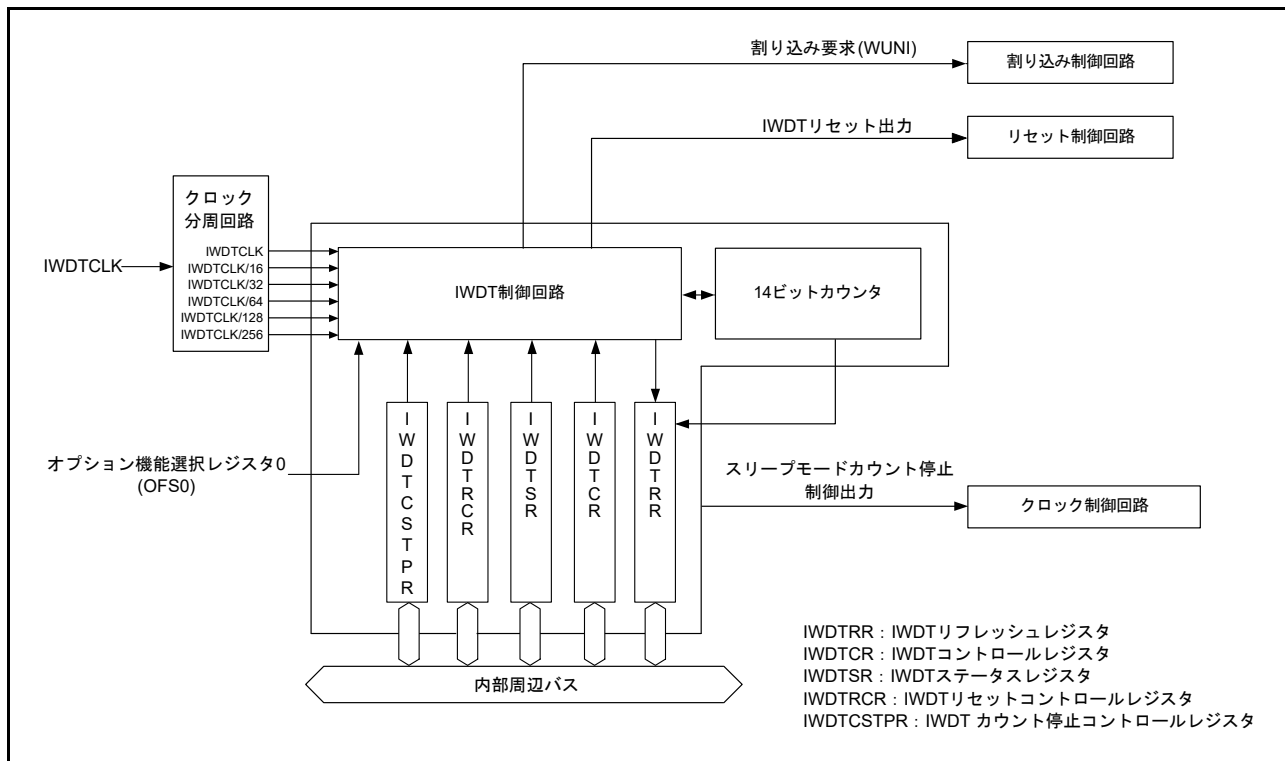 割り込み要求(WUNI)
割り込み制御回路
IWDTリセット出力
リセット制御回路
クロック
分周回路
IWDTCLK
IWDTCLK
IWDTCLK/16
IWDTCLK/32
IWDTCLK/64
IWDTCLK/128
IWDTCLK/256
IWDT制御回路
14ビットカウンタ
オプション機能選択レジスタ0
(OFS0)
IWDTCSTPR
IWDTRCR
IWDTSR
IWDTCR
IWDTRR
スリープモードカウント停止
制御出力
クロック制御回路
内部周辺バス
IWDTRR：IWDTリフレッシュレジスタ
IWDTCR：IWDTコントロールレジスタ
IWDTSR：IWDTステータスレジスタ
IWDTRCR：IWDTリセットコントロールレジスタ
IWDTCSTPR：IWDT カウント停止コントロールレジスタ